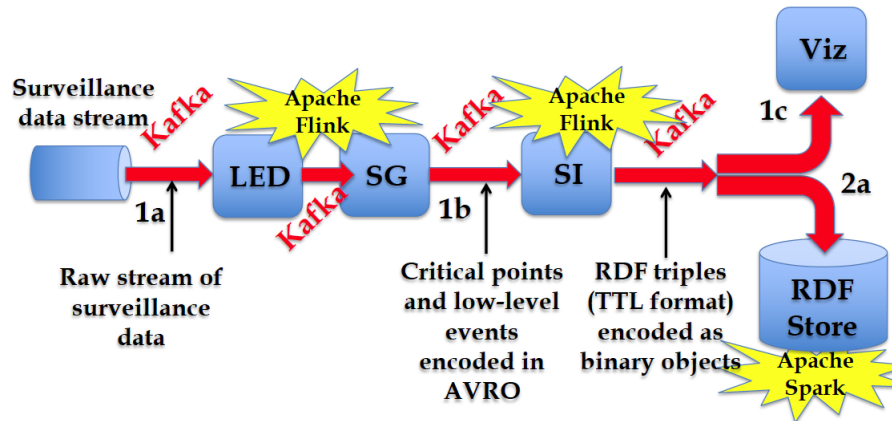 Surveillance
data stream
Kafka
1a
Raw stream of
surveillance
data
LED
Apache
Flink
Kafka
SG
Kafka
1b
Critical points
and low-level
events
encoded in
AVRO
Apache
Flink
SI
Kafka
RDF triples
(TTL format)
encoded as
binary objects
1c
Viz
2a
RDF
Store
Apache
Spark